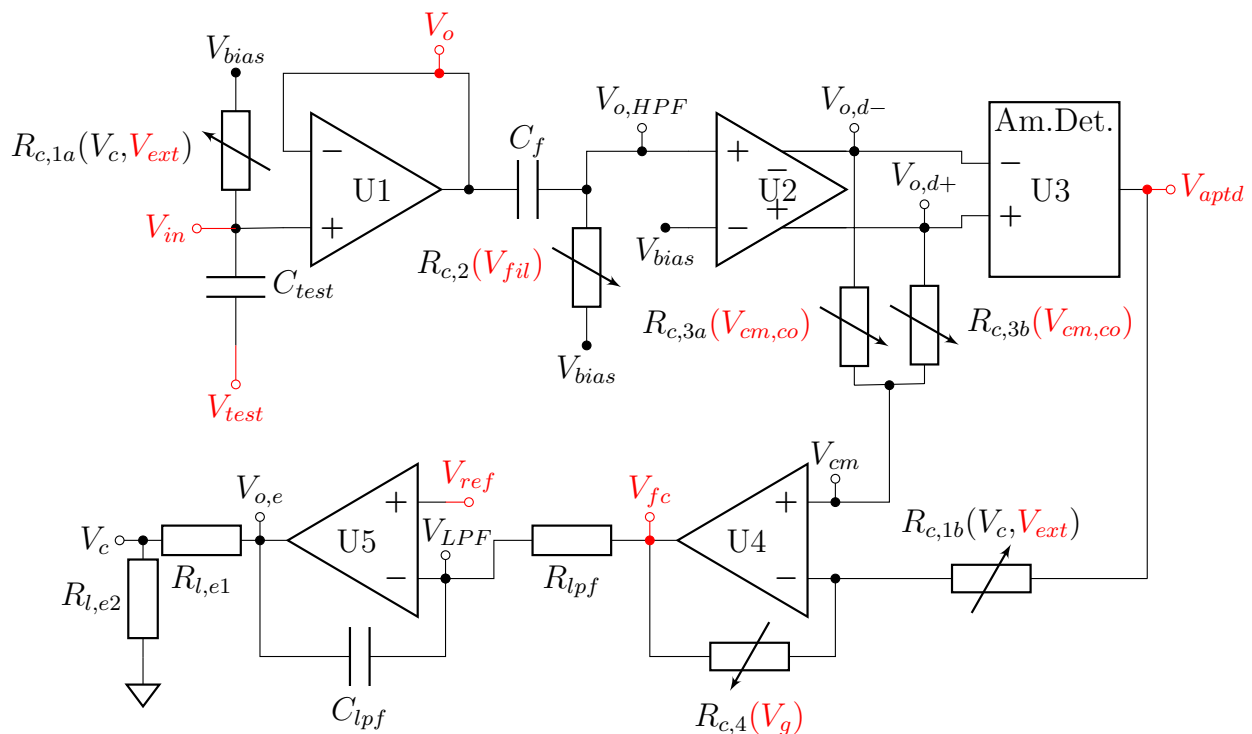 V_o
V_bias
R_c,1a(V_c,V_ext)
−
U1
+
V_in
C_test
V_test
C_f
R_c,2(V_fil)
V_bias
V_o,HPF
V_bias
+
−
U2
−
+
V_o,d−
V_o,d+
Am.Det.
−
U3
+
V_aptd
R_c,3a(V_cm,co)
R_c,3b(V_cm,co)
V_cm
+
U4
−
R_c,1b(V_c,V_ext)
R_c,4(V_g)
V_fc
R_lpf
V_ref
V_LPF
+
U5
−
C_lpf
V_o,e
V_c
R_l,e1
R_l,e2